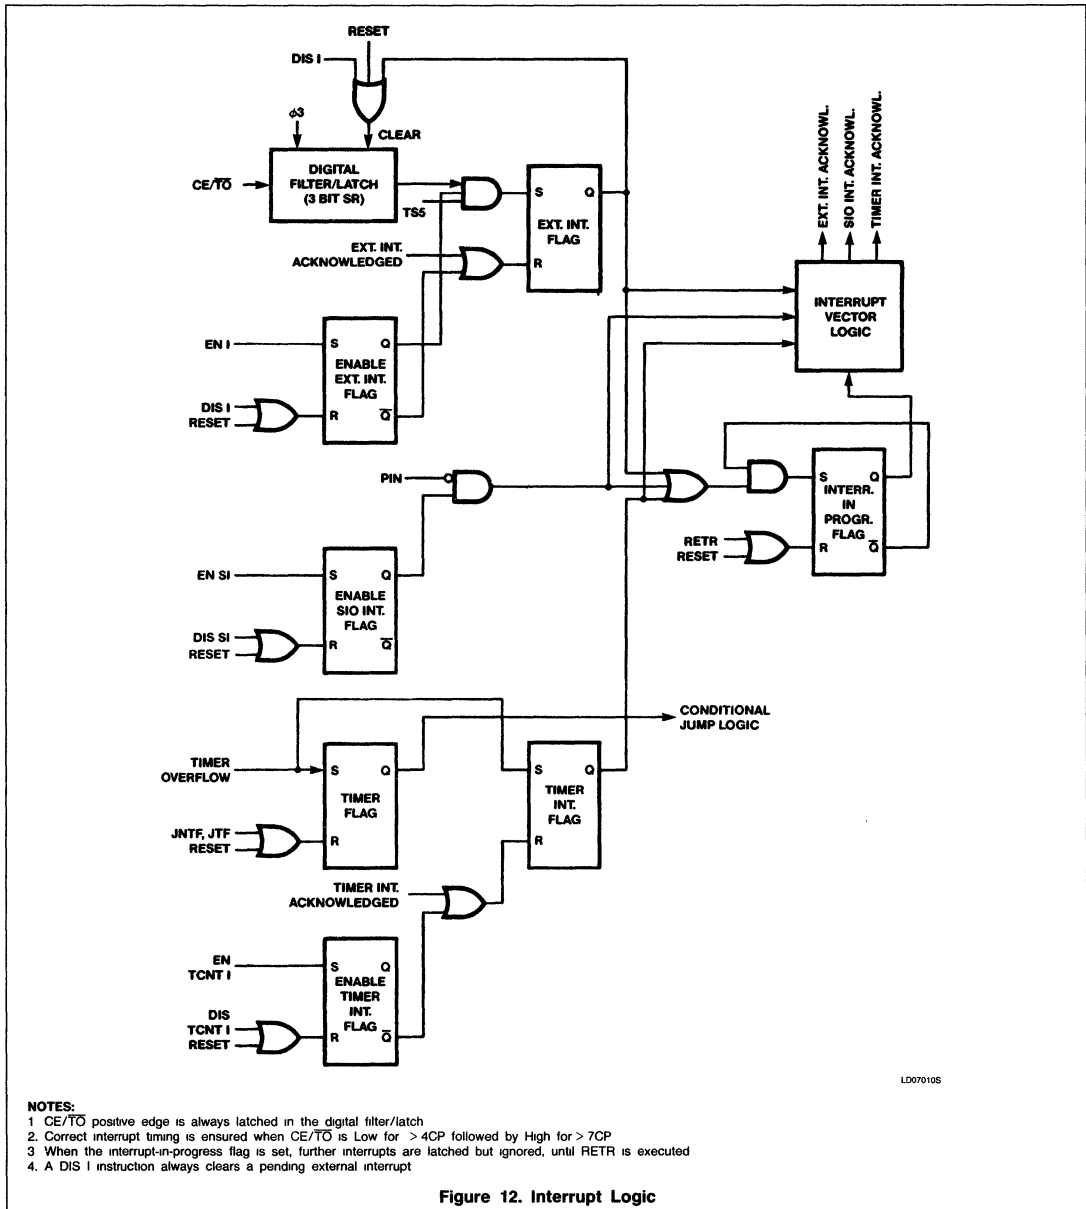 RESET
DIS I
φ3
CLEAR
CE/T̅O̅
DIGITAL
FILTER/LATCH
(3 BIT SR)
TS5
S
Q
EXT. INT.
FLAG
R
EXT. INT.
ACKNOWLEDGED
EXT. INT. ACKNOWL.
SIO INT. ACKNOWL.
TIMER INT. ACKNOWL.
INTERRUPT
VECTOR
LOGIC
EN I
S
Q
ENABLE
EXT. INT.
FLAG
R
Q̅
DIS I
RESET
PIN
S
Q
INTERR.
IN
PROGR.
FLAG
R
Q̅
RETR
RESET
EN SI
S
Q
ENABLE
SIO INT.
FLAG
R
Q̅
DIS SI
RESET
CONDITIONAL
JUMP LOGIC
TIMER
OVERFLOW
S
Q
TIMER
FLAG
R
JNTF, JTF
RESET
S
Q
TIMER
INT.
FLAG
R
TIMER INT.
ACKNOWLEDGED
EN
TCNT I
S
Q
ENABLE
TIMER
INT.
FLAG
R
Q̅
DIS
TCNT I
RESET
LD07010S
NOTES:
1 CE/T̅O̅ positive edge is always latched in the digital filter/latch
2. Correct interrupt timing is ensured when CE/T̅O̅ is Low for > 4CP followed by High for > 7CP
3 When the interrupt-in-progress flag is set, further interrupts are latched but ignored, until RETR is executed
4. A DIS I instruction always clears a pending external interrupt
Figure 12. Interrupt Logic